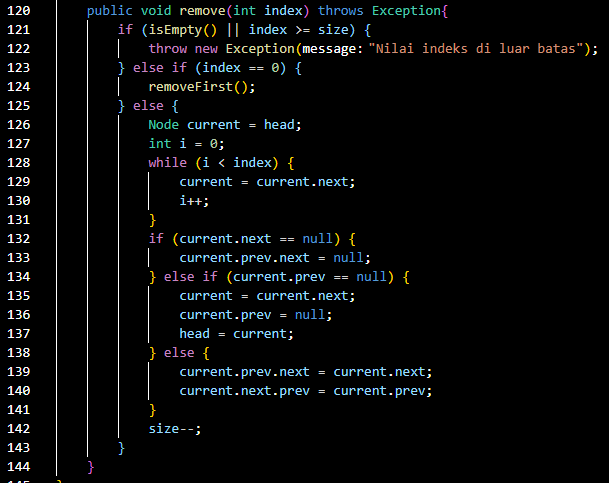 120 public void remove(int index) throws Exception{
121 if (isEmpty() || index >= size) {
122 throw new Exception(message:"Nilai indeks di luar batas");
123 } else if (index == 0) {
124 removeFirst();
125 } else {
126 Node current = head;
127 int i = 0;
128 while (i < index) {
129 current = current.next;
130 i++;
131 }
132 if (current.next == null) {
133 current.prev.next = null;
134 } else if (current.prev == null) {
135 current = current.next;
136 current.prev = null;
137 head = current;
138 } else {
139 current.prev.next = current.next;
140 current.next.prev = current.prev;
141 }
142 size--;
143 }
144 }